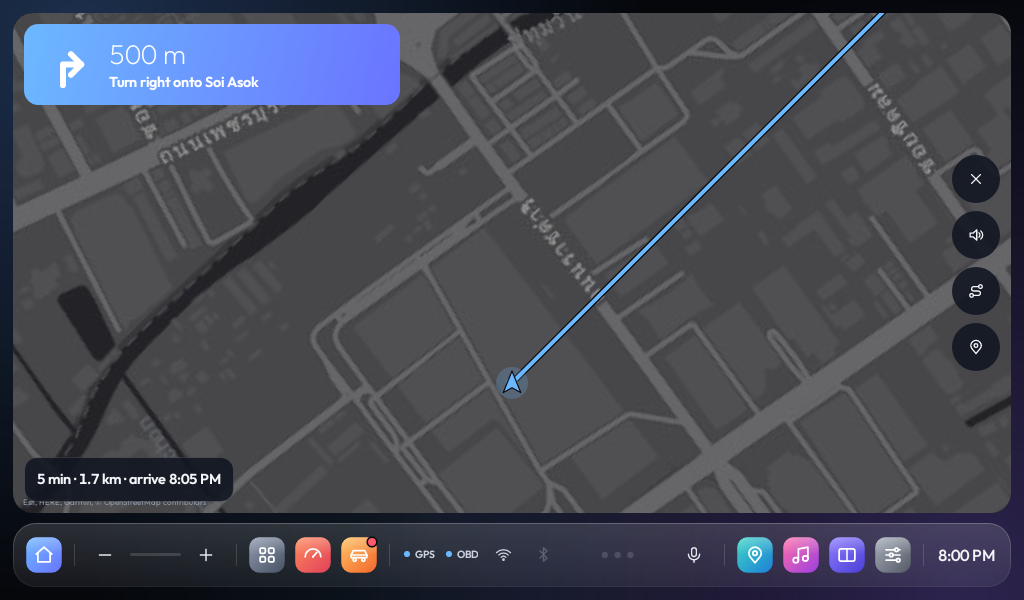 500 m
Turn right onto Soi Asok
5 min · 1.7 km · arrive 8:05 PM
Esri, HERE, Garmin, © OpenStreetMap contributors
GPS
OBD
8:00 PM